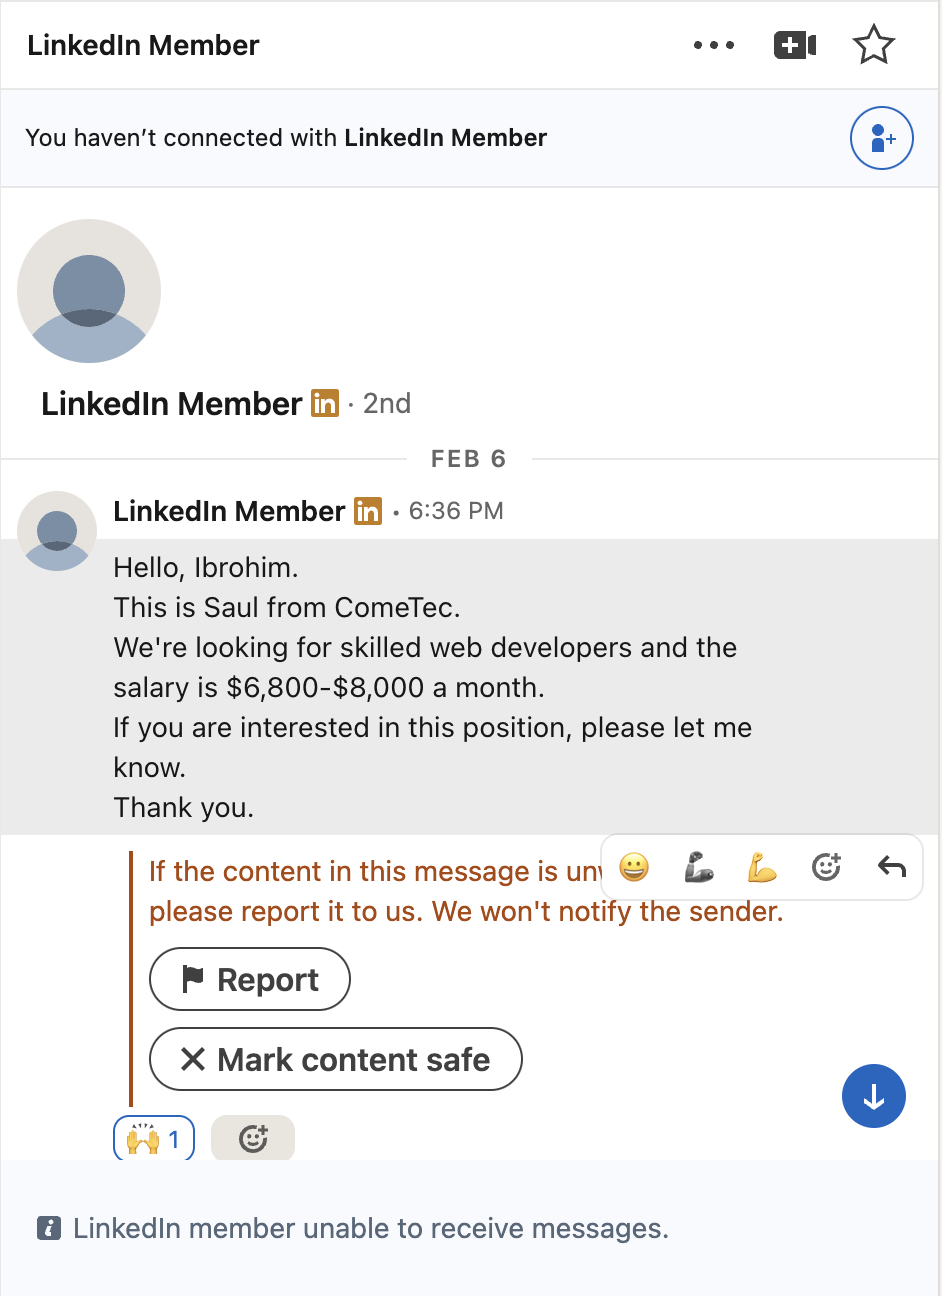 LinkedIn Member
You haven’t connected with LinkedIn Member
LinkedIn Member in · 2nd
FEB 6
LinkedIn Member in • 6:36 PM
Hello, Ibrohim.
This is Saul from ComeTec.
We're looking for skilled web developers and the
salary is $6,800-$8,000 a month.
If you are interested in this position, please let me
know.
Thank you.
If the content in this message is
please report it to us. We won't notify the sender.
Report
Mark content safe
1
LinkedIn member unable to receive messages.